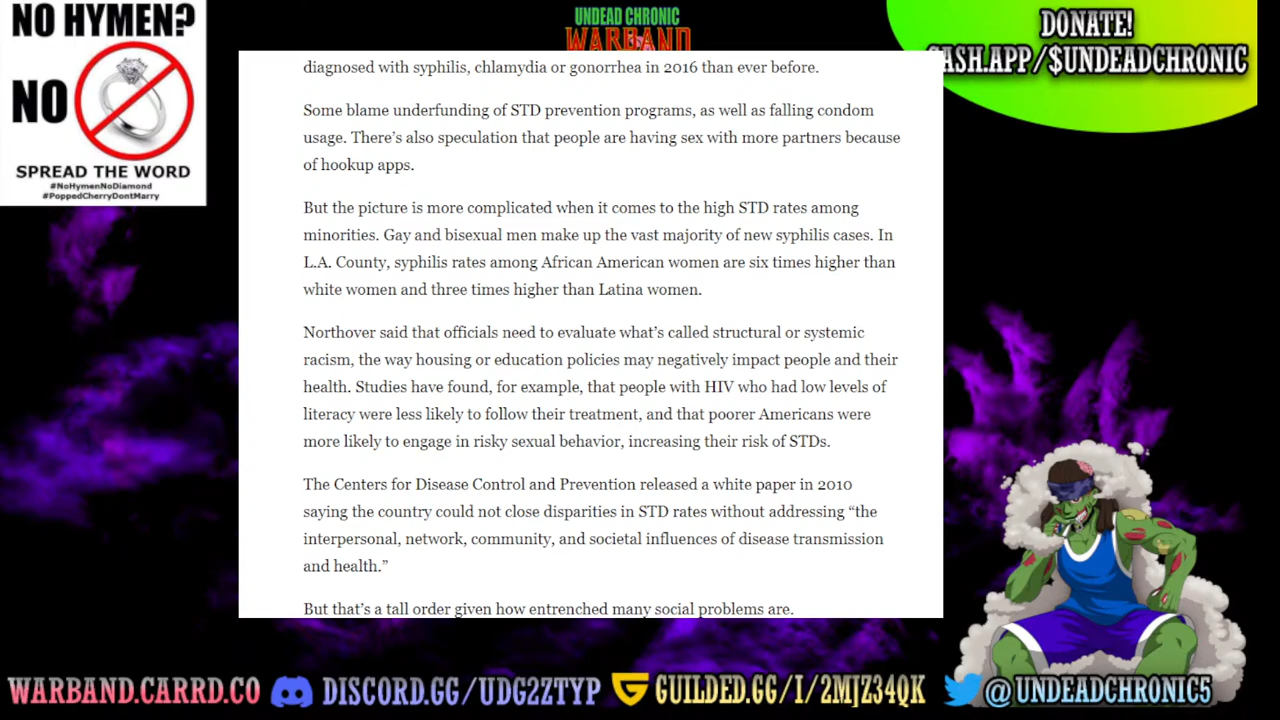 NO HYMEN?
NO
SPREAD THE WORD
#NoHymenNoDiamond
#PoppedCherryDontMarry
UNDEAD CHRONIC
WARBAND
DONATE!
CASH.APP/$UNDEADCHRONIC
diagnosed with syphilis, chlamydia or gonorrhea in 2016 than ever before.
Some blame underfunding of STD prevention programs, as well as falling condom
usage. There’s also speculation that people are having sex with more partners because
of hookup apps.
But the picture is more complicated when it comes to the high STD rates among
minorities. Gay and bisexual men make up the vast majority of new syphilis cases. In
L.A. County, syphilis rates among African American women are six times higher than
white women and three times higher than Latina women.
Northover said that officials need to evaluate what’s called structural or systemic
racism, the way housing or education policies may negatively impact people and their
health. Studies have found, for example, that people with HIV who had low levels of
literacy were less likely to follow their treatment, and that poorer Americans were
more likely to engage in risky sexual behavior, increasing their risk of STDs.
The Centers for Disease Control and Prevention released a white paper in 2010
saying the country could not close disparities in STD rates without addressing “the
interpersonal, network, community, and societal influences of disease transmission
and health.”
But that’s a tall order given how entrenched many social problems are.
WARBAND.CARRD.CO
DISCORD.GG/UDG2ZTYP
GUILDED.GG/I/2MJZ34QK
@UNDEADCHRONIC5